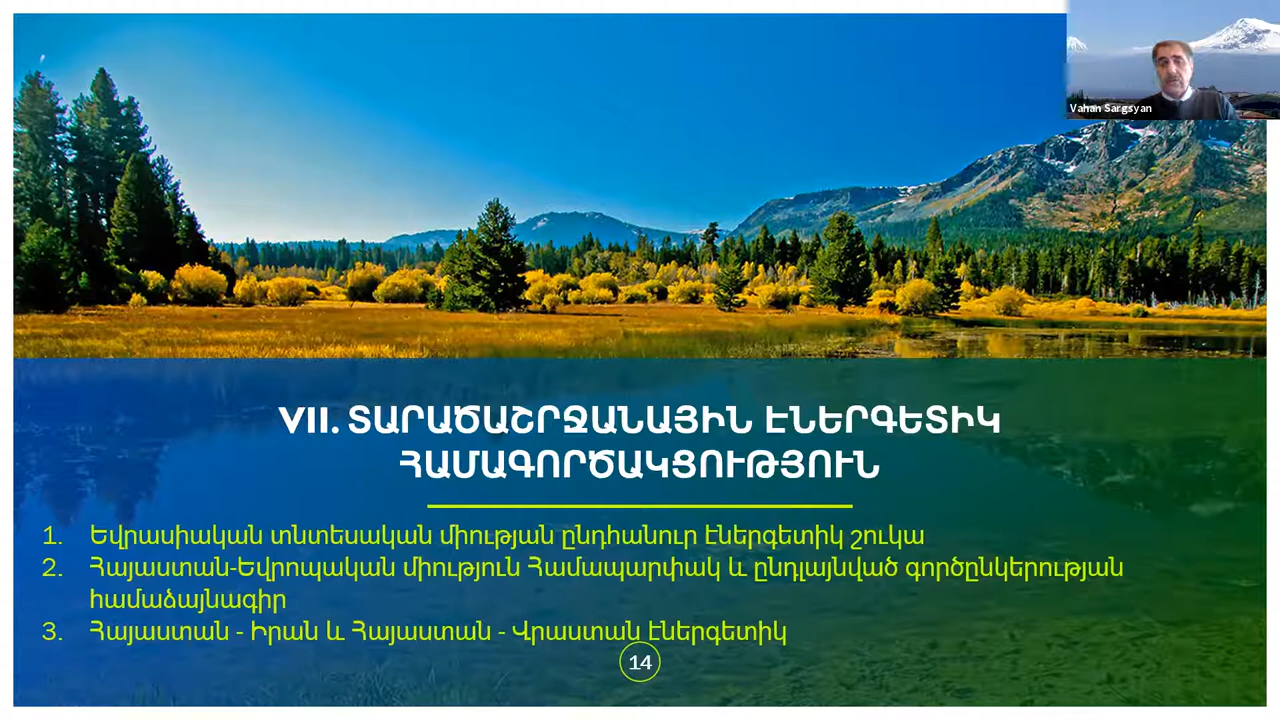 Vahan Sargsyan
VII. ՏԱՐԱԾԱՇՐՋԱՆԱՅԻՆ ԷՆԵՐԳԵՏԻԿ
ՀԱՄԱԳՈՐԾԱԿՑՈՒԹՅՈՒՆ
1. Եվրասիական տնտեսական միության ընդհանուր էներգետիկ շուկա
2. Հայաստան-Եվրոպական միություն Համապարփակ և ընդլայնված գործընկերության
համաձայնագիր
3. Հայաստան - Իրան և Հայաստան - Վրաստան էներգետիկ
14